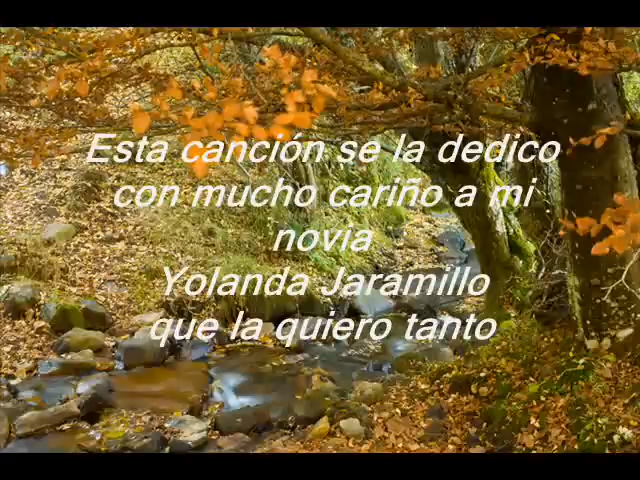 Esta canción se la dedico
con mucho cariño a mi
novia
Yolanda Jaramillo
que la quiero tanto